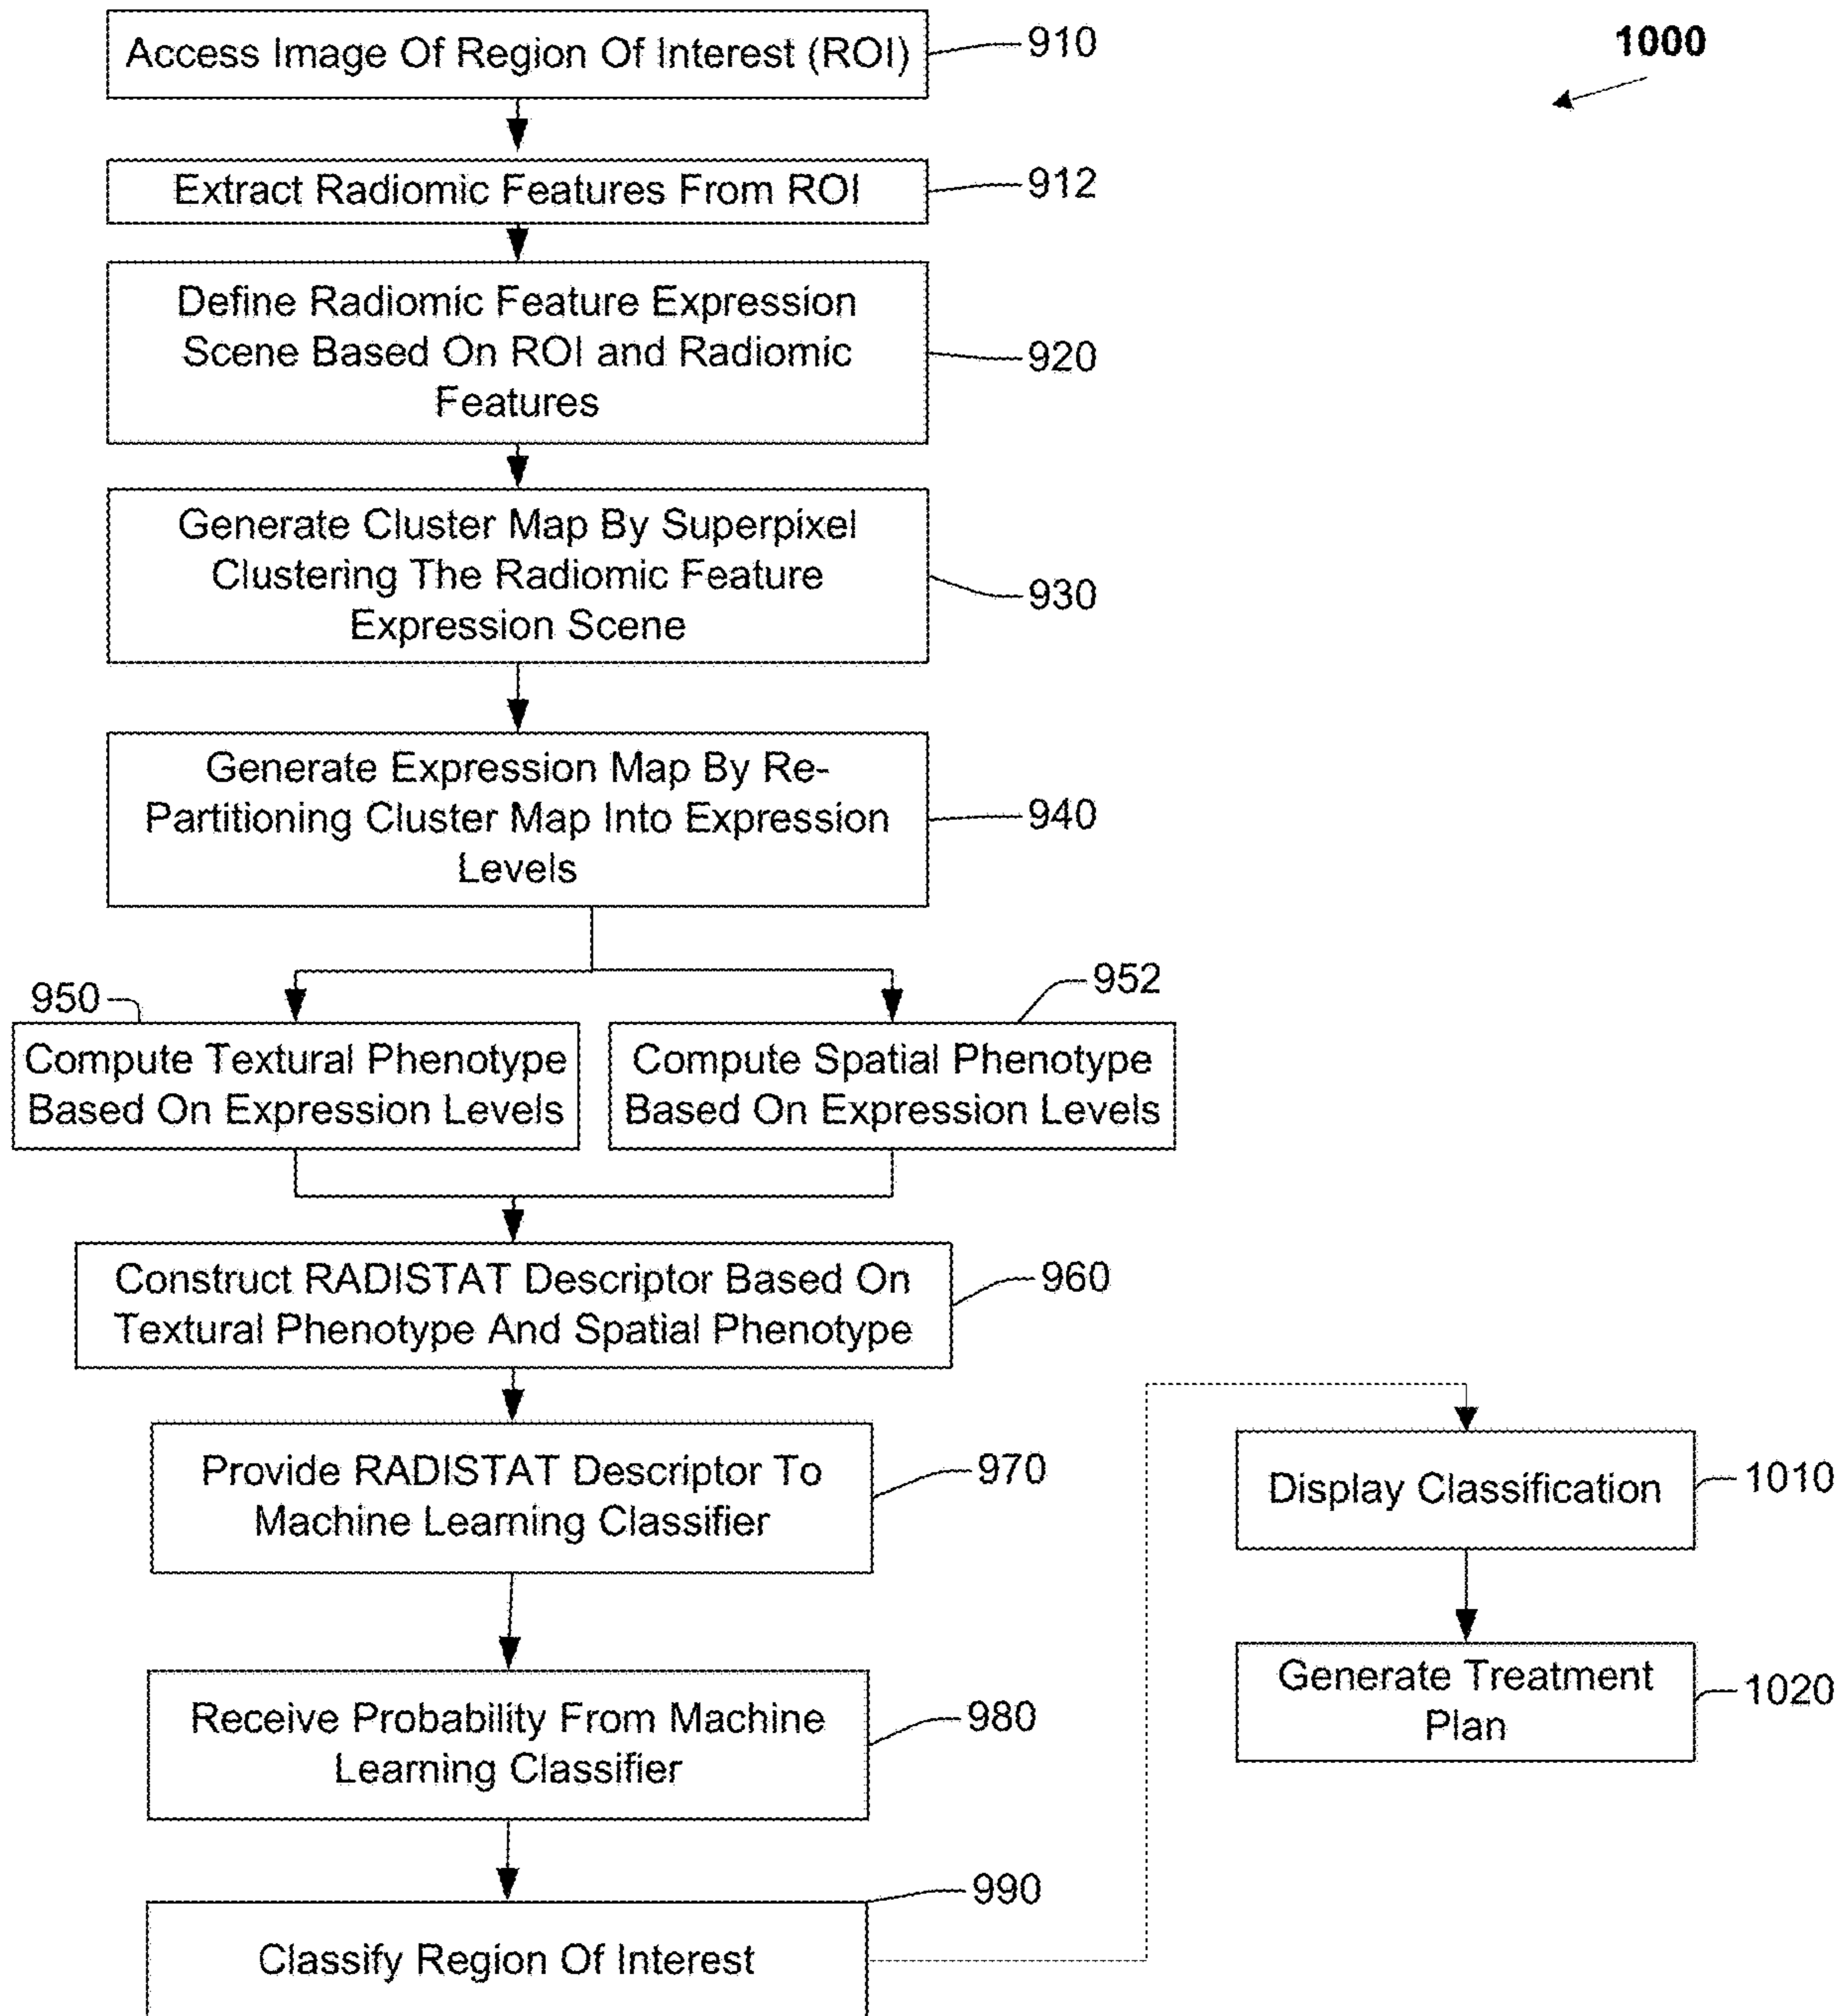 Access Image Of Region Of Interest (ROI)
910
1000
Extract Radiomic Features From ROI
912
Define Radiomic Feature Expression
Scene Based On ROI and Radiomic
Features
920
Generate Cluster Map By Superpixel
Clustering The Radiomic Feature
Expression Scene
930
Generate Expression Map By Re-
Partitioning Cluster Map Into Expression
Levels
940
950
Compute Textural Phenotype
Based On Expression Levels
952
Compute Spatial Phenotype
Based On Expression Levels
Construct RADISTAT Descriptor Based On
Textural Phenotype And Spatial Phenotype
960
Provide RADISTAT Descriptor To
Machine Learning Classifier
970
Receive Probability From Machine
Learning Classifier
980
Classify Region Of Interest
990
Display Classification
1010
Generate Treatment
Plan
1020